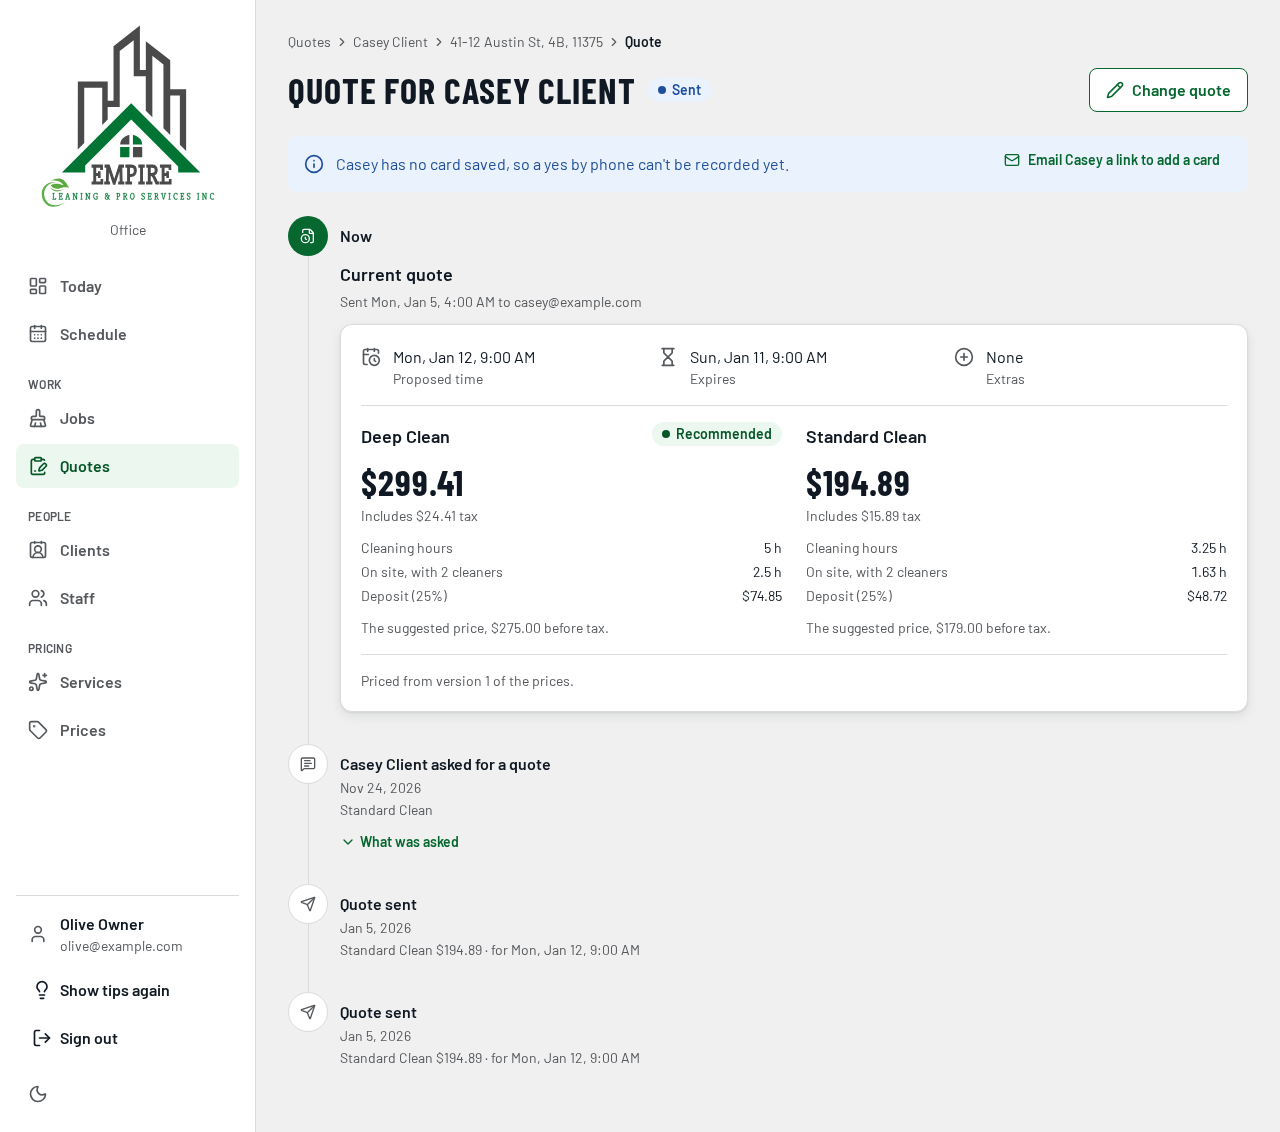 EMPIRE
LEANING & PRO SERVICES INC
Office
Today
Schedule
WORK
Jobs
Quotes
PEOPLE
Clients
Staff
PRICING
Services
Prices
Olive Owner
olive@example.com
Show tips again
Sign out
Quotes > Casey Client > 41-12 Austin St, 4B, 11375 > Quote
QUOTE FOR CASEY CLIENT
Sent
Change quote
Casey has no card saved, so a yes by phone can't be recorded yet.
Email Casey a link to add a card
Now
Current quote
Sent Mon, Jan 5, 4:00 AM to casey@example.com
Mon, Jan 12, 9:00 AM
Proposed time
Sun, Jan 11, 9:00 AM
Expires
None
Extras
Deep Clean
Recommended
$299.41
Includes $24.41 tax
Cleaning hours 5 h
On site, with 2 cleaners 2.5 h
Deposit (25%) $74.85
The suggested price, $275.00 before tax.
Standard Clean
$194.89
Includes $15.89 tax
Cleaning hours 3.25 h
On site, with 2 cleaners 1.63 h
Deposit (25%) $48.72
The suggested price, $179.00 before tax.
Priced from version 1 of the prices.
Casey Client asked for a quote
Nov 24, 2026
Standard Clean
What was asked
Quote sent
Jan 5, 2026
Standard Clean $194.89 · for Mon, Jan 12, 9:00 AM
Quote sent
Jan 5, 2026
Standard Clean $194.89 · for Mon, Jan 12, 9:00 AM